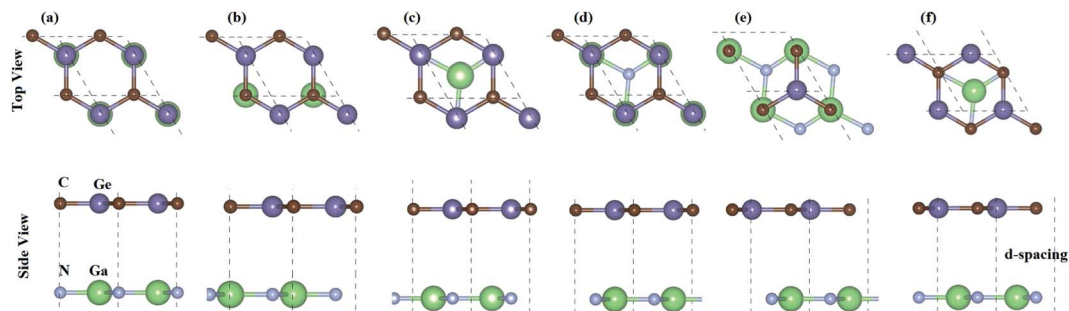 (a) (b) (c) (d) (e) (f)
Top View
C Ge
Side View
N Ga
d-spacing